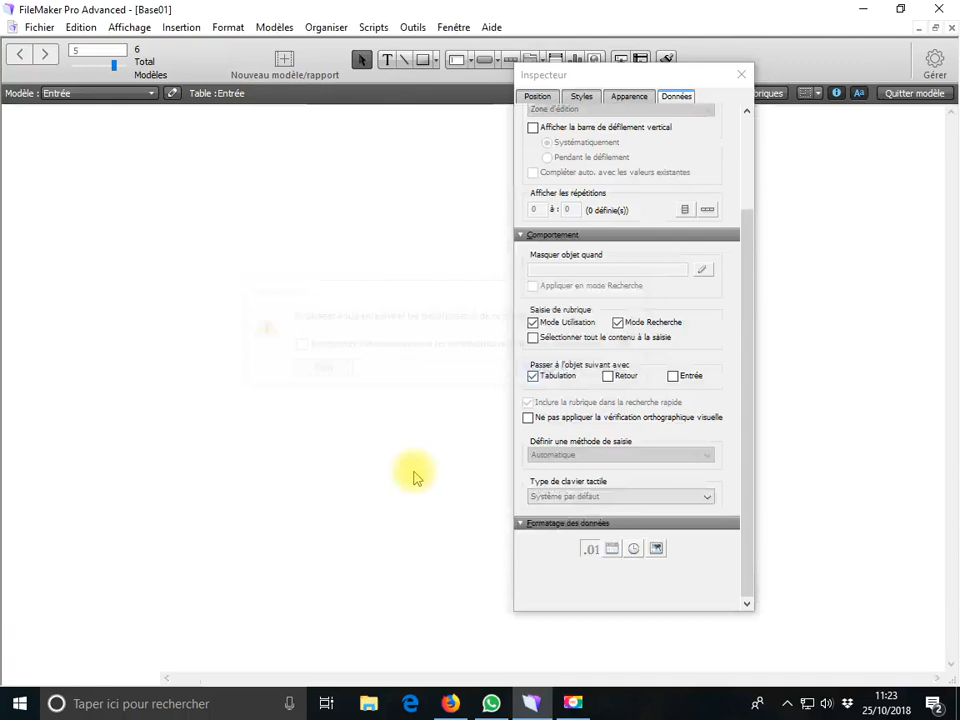 FileMaker Pro Advanced - [Base01]
Fichier Edition Affichage Insertion Format Modèles Organiser Scripts Outils Fenêtre Aide
5
6
Total
Modèles
Nouveau modèle/rapport
Gérer
Modèle : Entrée
Table : Entrée
Quitter modèle
Inspecteur
Position Styles Apparence Données
Zone d'édition
Afficher la barre de défilement vertical
Systématiquement
Pendant le défilement
Compléter auto. avec les valeurs existantes
Afficher les répétitions
0 à : 0 (0 définie(s))
Comportement
Masquer objet quand
Appliquer en mode Recherche
Saisie de rubrique
Mode Utilisation Mode Recherche
Sélectionner tout le contenu à la saisie
Passer à l'objet suivant avec
Tabulation Retour Entrée
Inclure la rubrique dans la recherche rapide
Ne pas appliquer la vérification orthographique visuelle
Définir une méthode de saisie
Automatique
Type de clavier tactile
Système par défaut
Formatage des données
.01
Taper ici pour rechercher
11:23
25/10/2018
2